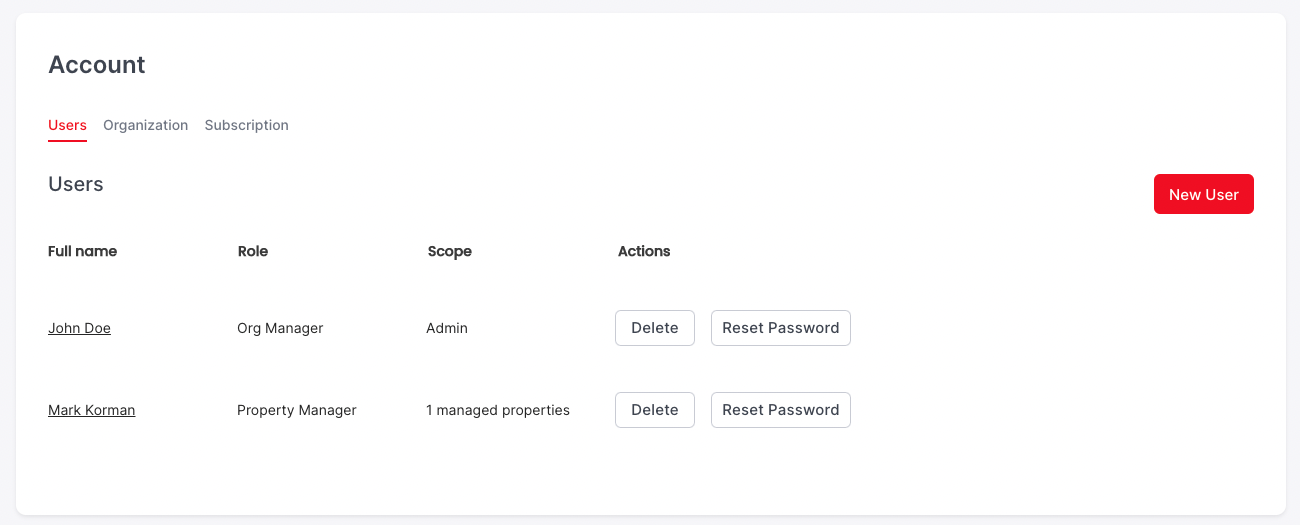 Account
Users Organization Subscription
Users
New User
Full name Role Scope Actions
John Doe Org Manager Admin Delete Reset Password
Mark Korman Property Manager 1 managed properties Delete Reset Password